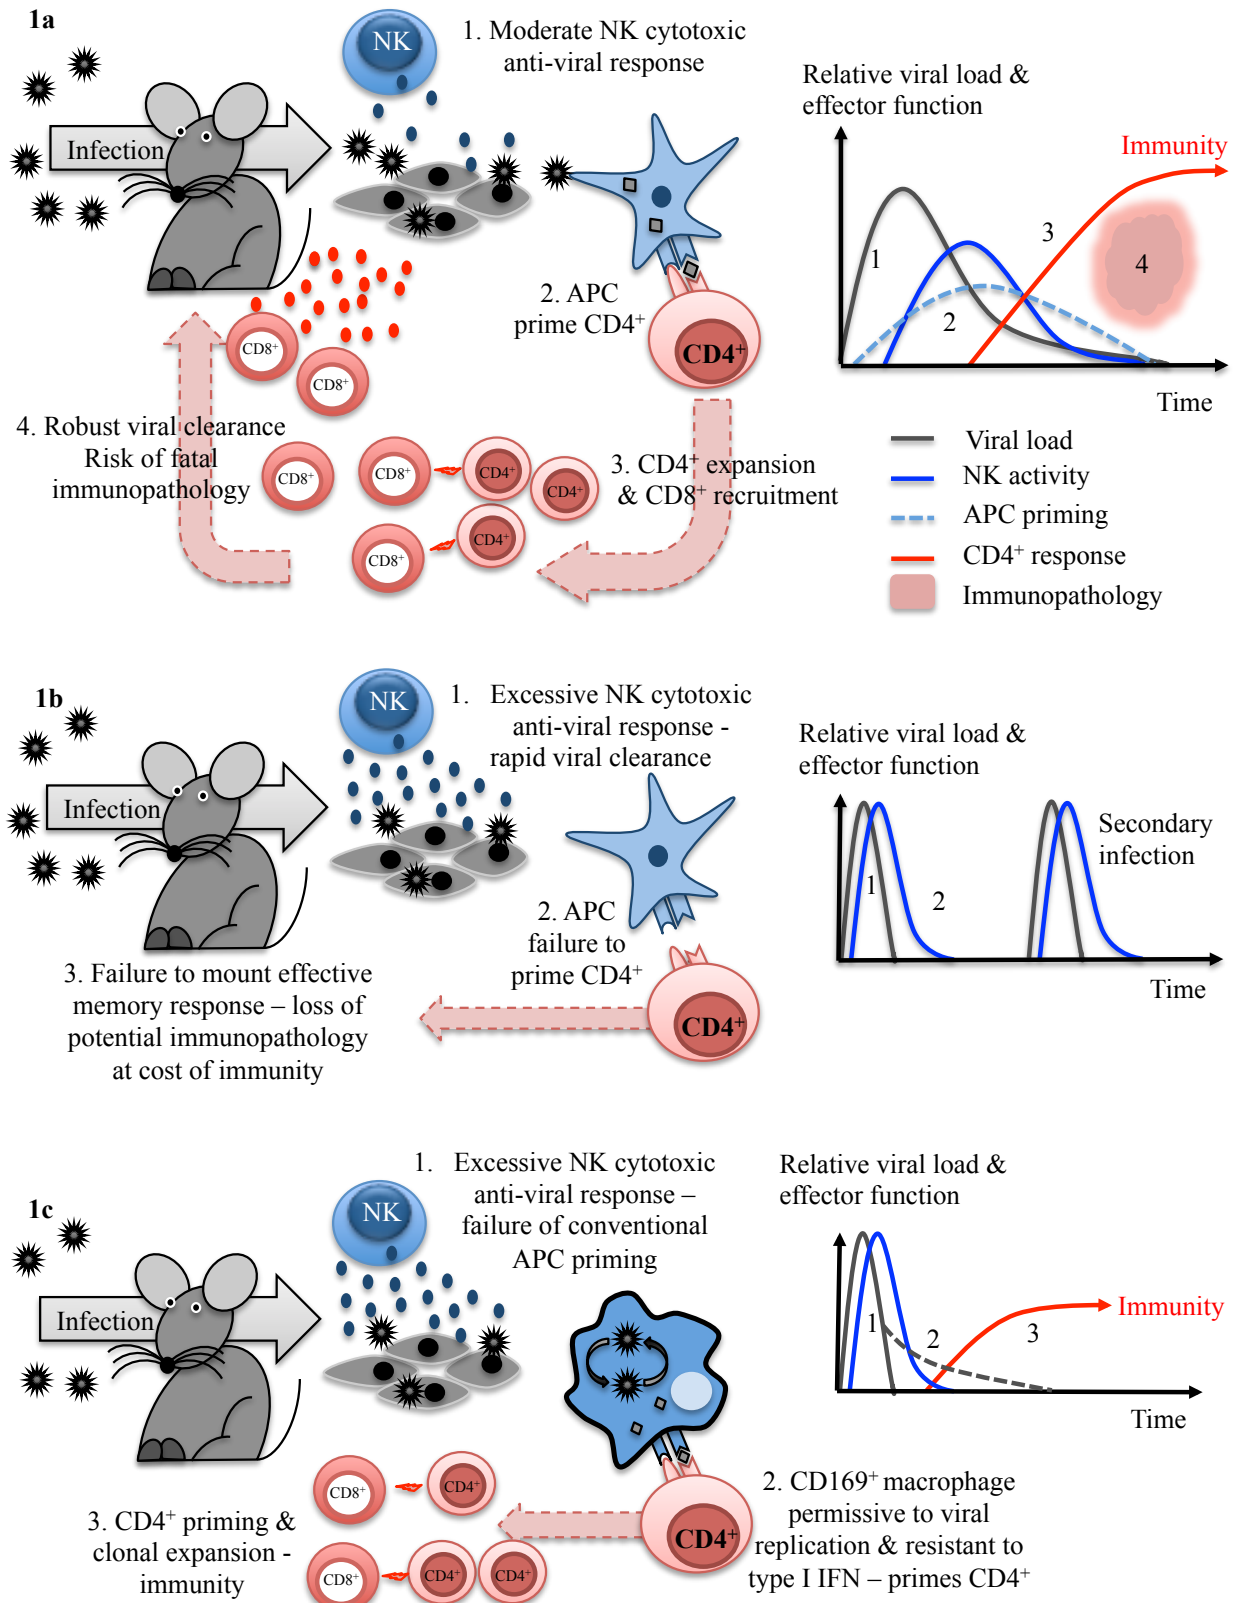 1a
NK
1. Moderate NK cytotoxic
anti-viral response
Infection
2. APC
prime CD4+
CD4+
CD8+
CD8+
4. Robust viral clearance
Risk of fatal
immunopathology
CD8+
CD8+
CD4+
CD4+
CD8+
CD4+
3. CD4+ expansion
& CD8+ recruitment
Relative viral load &
effector function
Immunity
1
2
3
4
Time
Viral load
NK activity
APC priming
CD4+ response
Immunopathology
1b
NK
1. Excessive NK cytotoxic
anti-viral response -
rapid viral clearance
Infection
2. APC
failure to
prime CD4+
CD4+
3. Failure to mount effective
memory response – loss of
potential immunopathology
at cost of immunity
Relative viral load &
effector function
Secondary
infection
1
2
Time
1c
NK
1. Excessive NK cytotoxic
anti-viral response –
failure of conventional
APC priming
Infection
CD8+
CD4+
CD8+
CD4+
CD4+
CD4+
3. CD4+ priming &
clonal expansion -
immunity
2. CD169+ macrophage
permissive to viral
replication & resistant to
type I IFN – primes CD4+
Relative viral load &
effector function
Immunity
1
2
3
Time